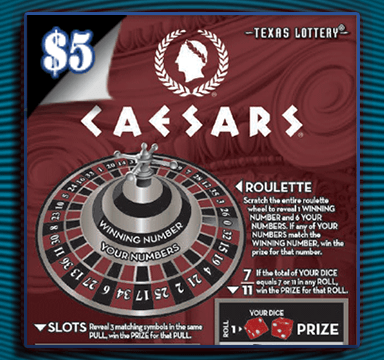 $5
TEXAS LOTTERY®
CAESARS®
ROULETTE
Scratch the entire roulette
wheel to reveal 1 WINNING
NUMBER and 6 YOUR
NUMBERS. If any of YOUR
NUMBERS match the
WINNING NUMBER, win the
prize for that number.
WINNING NUMBER
YOUR NUMBERS
7
11
If the total of YOUR DICE
equals 7 or 11 in any ROLL,
win the PRIZE for that ROLL.
SLOTS Reveal 3 matching symbols in the same
PULL, win the PRIZE for that PULL.
YOUR DICE
ROLL
1
PRIZE